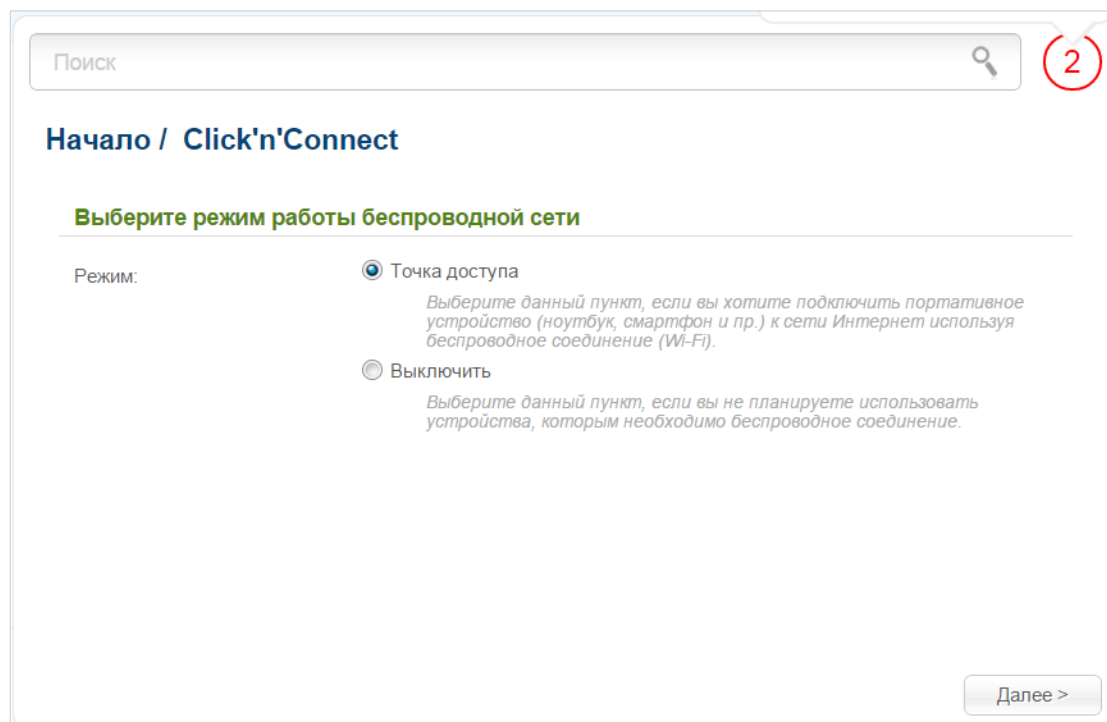 Поиск
2
Начало / Click'n'Connect
Выберите режим работы беспроводной сети
Режим:
Точка доступа
Выберите данный пункт, если вы хотите подключить портативное
устройство (ноутбук, смартфон и пр.) к сети Интернет используя
беспроводное соединение (Wi-Fi).
Выключить
Выберите данный пункт, если вы не планируете использовать
устройства, которым необходимо беспроводное соединение.
Далее >